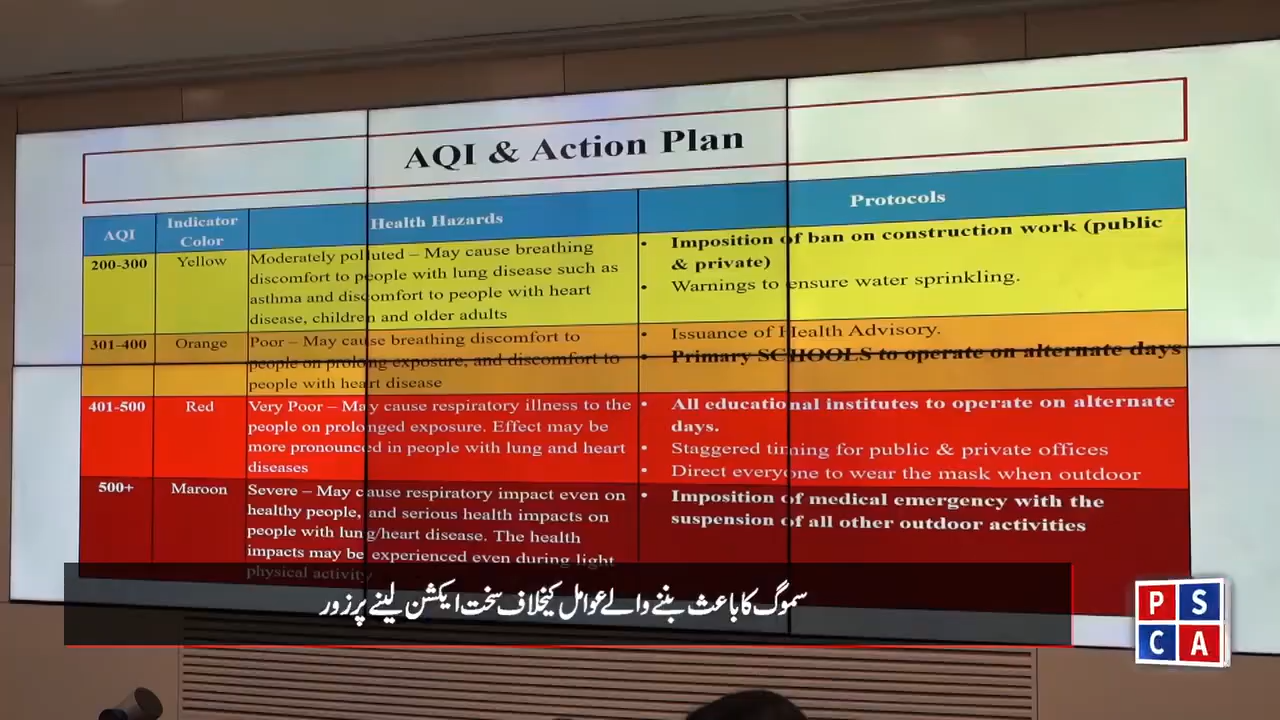 AQI & Action Plan
AQI
Indicator
Color
Health Hazards
Protocols
200-300
Yellow
Moderately polluted – May cause breathing
discomfort to people with lung disease such as
asthma and discomfort to people with heart
disease, children and older adults
• Imposition of ban on construction work (public
& private)
• Warnings to ensure water sprinkling.
301-400
Orange
Poor – May cause breathing discomfort to
people on prolong exposure, and discomfort to
people with heart disease
• Issuance of Health Advisory.
• Primary SCHOOLS to operate on alternate days
401-500
Red
Very Poor – May cause respiratory illness to the
people on prolonged exposure. Effect may be
more pronounced in people with lung and heart
diseases
• All educational institutes to operate on alternate
days.
• Staggered timing for public & private offices
• Direct everyone to wear the mask when outdoor
500+
Maroon
Severe – May cause respiratory impact even on
healthy people, and serious health impacts on
people with lung/heart disease. The health
impacts may be experienced even during light
physical activity
• Imposition of medical emergency with the
suspension of all other outdoor activities
سموگ کا باعث بننے والے عوامل کیخلاف سخت ایکشن لینے پر زور
P S
C A